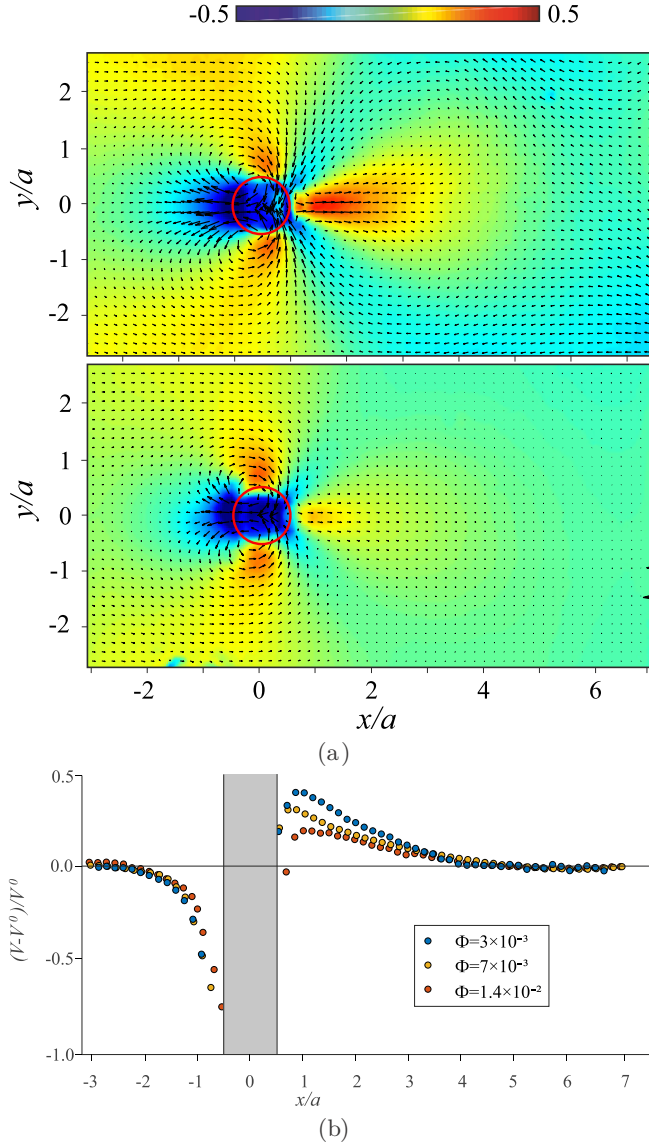 -0.5 0.5
2
1
y/a 0
-1
-2
2
1
y/a 0
-1
-2
-2 0 2 4 6
x/a
(a)
0.5
0.0
(V-V⁰)/V⁰
-0.5
Φ=3×10⁻³
Φ=7×10⁻³
Φ=1.4×10⁻²
-1.0
-3 -2 -1 0 1 2 3 4 5 6 7
x/a
(b)